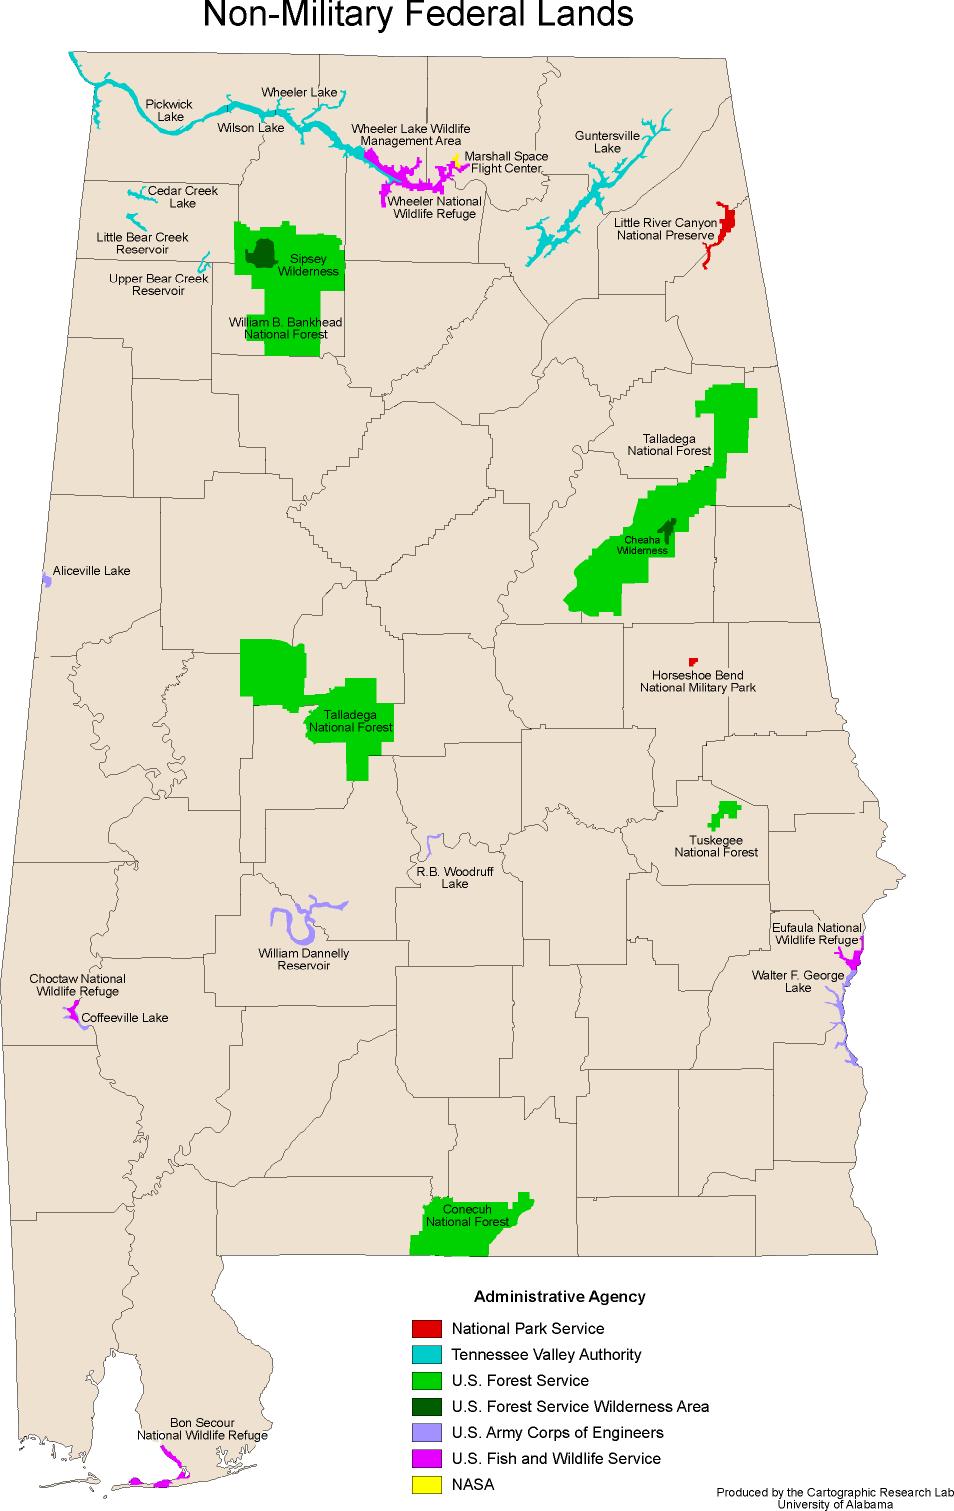 Non-Military Federal Lands
Pickwick
Lake
Wheeler Lake
Wilson Lake
Wheeler Lake Wildlife
Management Area
Marshall Space
Flight Center
Guntersville
Lake
Cedar Creek
Lake
Wheeler National
Wildlife Refuge
Little River Canyon
National Preserve
Little Bear Creek
Reservoir
Sipsey
Wilderness
Upper Bear Creek
Reservoir
William B. Bankhead
National Forest
Talladega
National Forest
Cheaha
Wilderness
Aliceville Lake
Horseshoe Bend
National Military Park
Talladega
National Forest
Tuskegee
National Forest
R.B. Woodruff
Lake
Eufaula National
Wildlife Refuge
William Dannelly
Reservoir
Walter F. George
Lake
Choctaw National
Wildlife Refuge
Coffeeville Lake
Conecuh
National Forest
Administrative Agency
National Park Service
Tennessee Valley Authority
U.S. Forest Service
U.S. Forest Service Wilderness Area
U.S. Army Corps of Engineers
U.S. Fish and Wildlife Service
NASA
Bon Secour
National Wildlife Refuge
Produced by the Cartographic Research Lab
University of Alabama